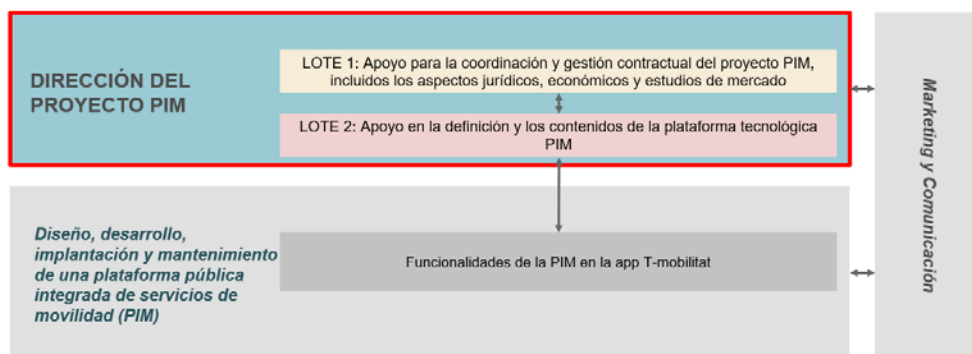 DIRECCIÓN DEL
PROYECTO PIM
LOTE 1: Apoyo para la coordinación y gestión contractual del proyecto PIM,
incluidos los aspectos jurídicos, económicos y estudios de mercado
LOTE 2: Apoyo en la definición y los contenidos de la plataforma tecnológica
PIM
Diseño, desarrollo,
implantación y mantenimiento
de una plataforma pública
integrada de servicios de
movilidad (PIM)
Funcionalidades de la PIM en la app T-mobilitat
Marketing y Comunicación